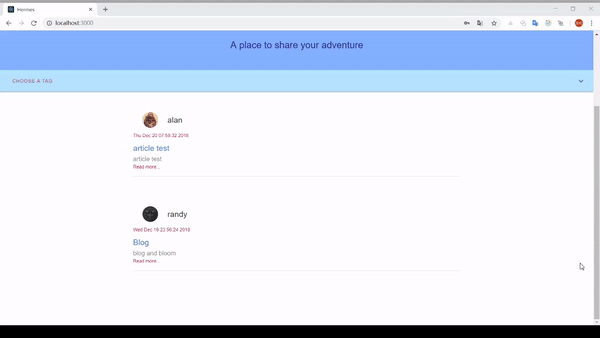 Hermes
localhost:3000
A place to share your adventure
CHOOSE A TAG
alan
Thu Dec 20 07:59:32 2018
article test
article test
Read more...
randy
Wed Dec 19 22:56:24 2018
Blog
blog and bloom
Read more...